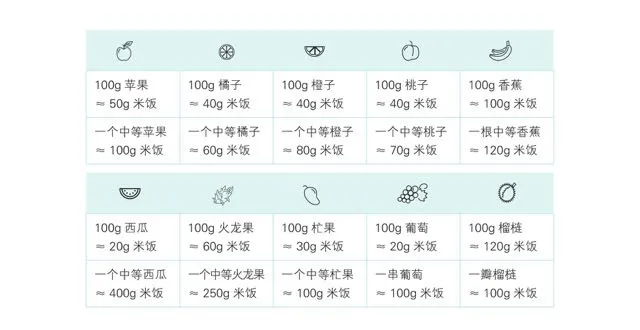 100g 苹果
≈ 50g 米饭
100g 橘子
≈ 40g 米饭
100g 橙子
≈ 40g 米饭
100g 桃子
≈ 40g 米饭
100g 香蕉
≈ 100g 米饭
一个中等苹果
≈ 100g 米饭
一个中等橘子
≈ 60g 米饭
一个中等橙子
≈ 80g 米饭
一个中等桃子
≈ 70g 米饭
一根中等香蕉
≈ 120g 米饭
100g 西瓜
≈ 20g 米饭
100g 火龙果
≈ 60g 米饭
100g 杧果
≈ 30g 米饭
100g 葡萄
≈ 20g 米饭
100g 榴梿
≈ 120g 米饭
一个中等西瓜
≈ 400g 米饭
一个中等火龙果
≈ 250g 米饭
一个中等杧果
≈ 100g 米饭
一串葡萄
≈ 100g 米饭
一瓣榴梿
≈ 100g 米饭